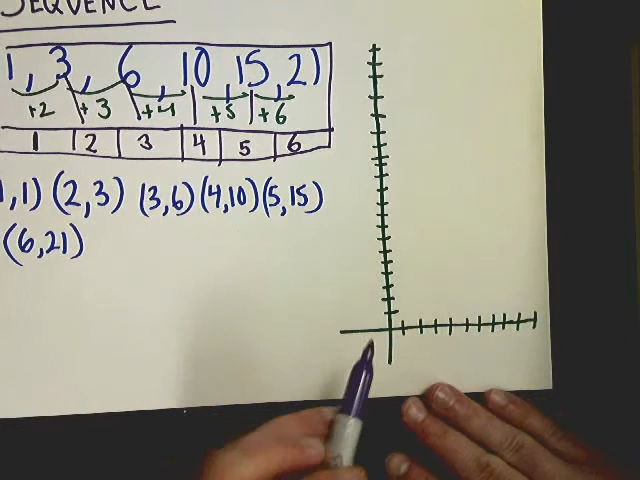 SEQUENCE
1, 3, 6, 10, 15, 21
+2 +3 +4 +5 +6
1 2 3 4 5 6
,1) (2,3) (3,6) (4,10) (5,15)
(6,21)